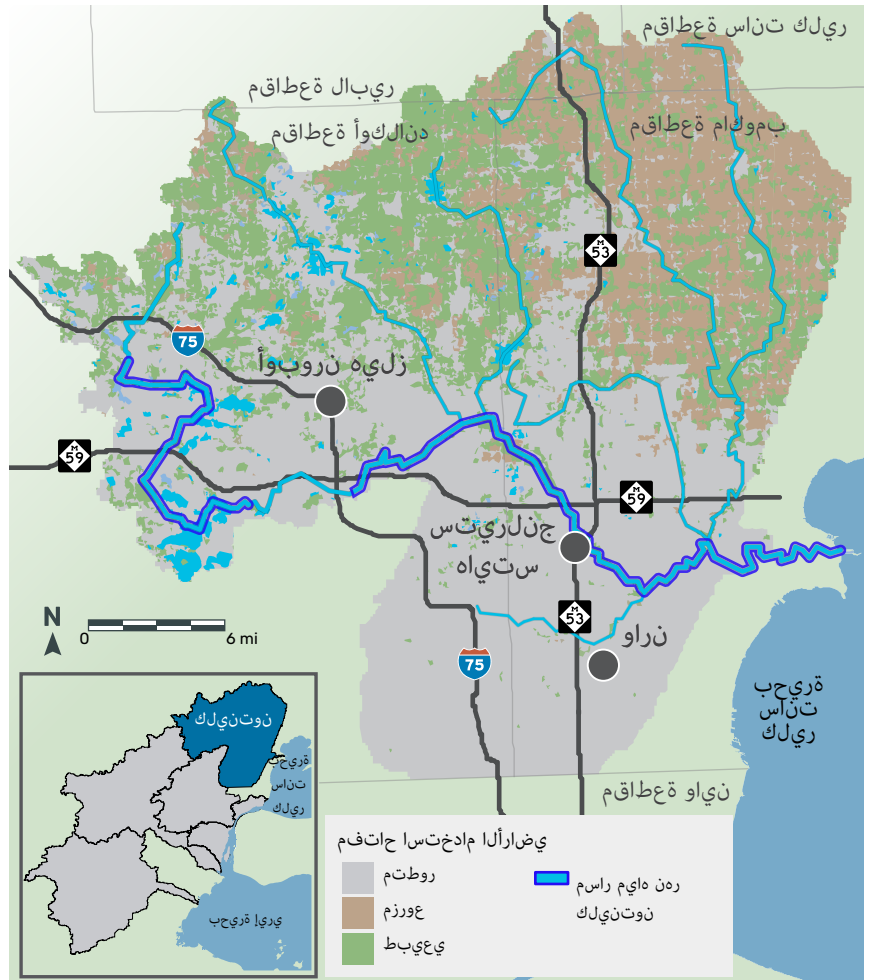 مقاطعة سانت كلير
مقاطعة لابير
مقاطعة أوكلاند
مقاطعة ماكومب
M
53
75
أوبورن هيلز
M
59
M
59
ستيرلنج
هايتس
N
0
6 mi
M
53
وارن
75
بحيرة
سانت
كلير
كلينتون
بحيرة
سانت
كلير
بحيرة إيري
مقاطعة واين
مفتاح استخدام الأراضي
متطور
مزروع
طبيعي
مسار مياه نهر
كلينتون